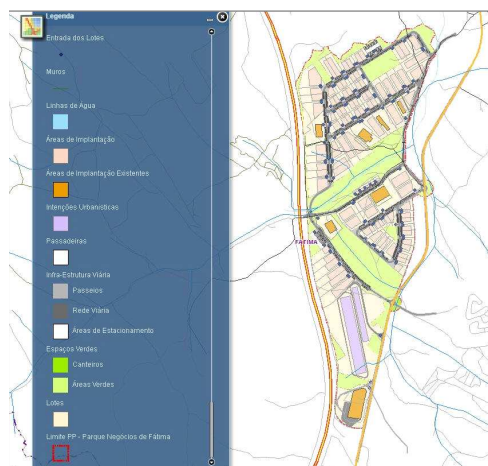 Legenda
Entrada dos Lotes
Muros
Linhas de Água
Áreas de Implantação
Áreas de Implantação Existentes
Intenções Urbanísticas
Passadeiras
Infra-Estrutura Viária
Passeios
Rede Viária
Áreas de Estacionamento
Espaços Verdes
Canteiros
Áreas Verdes
Lotes
Limite PP - Parque Negócios de Fátima
FÁTIMA